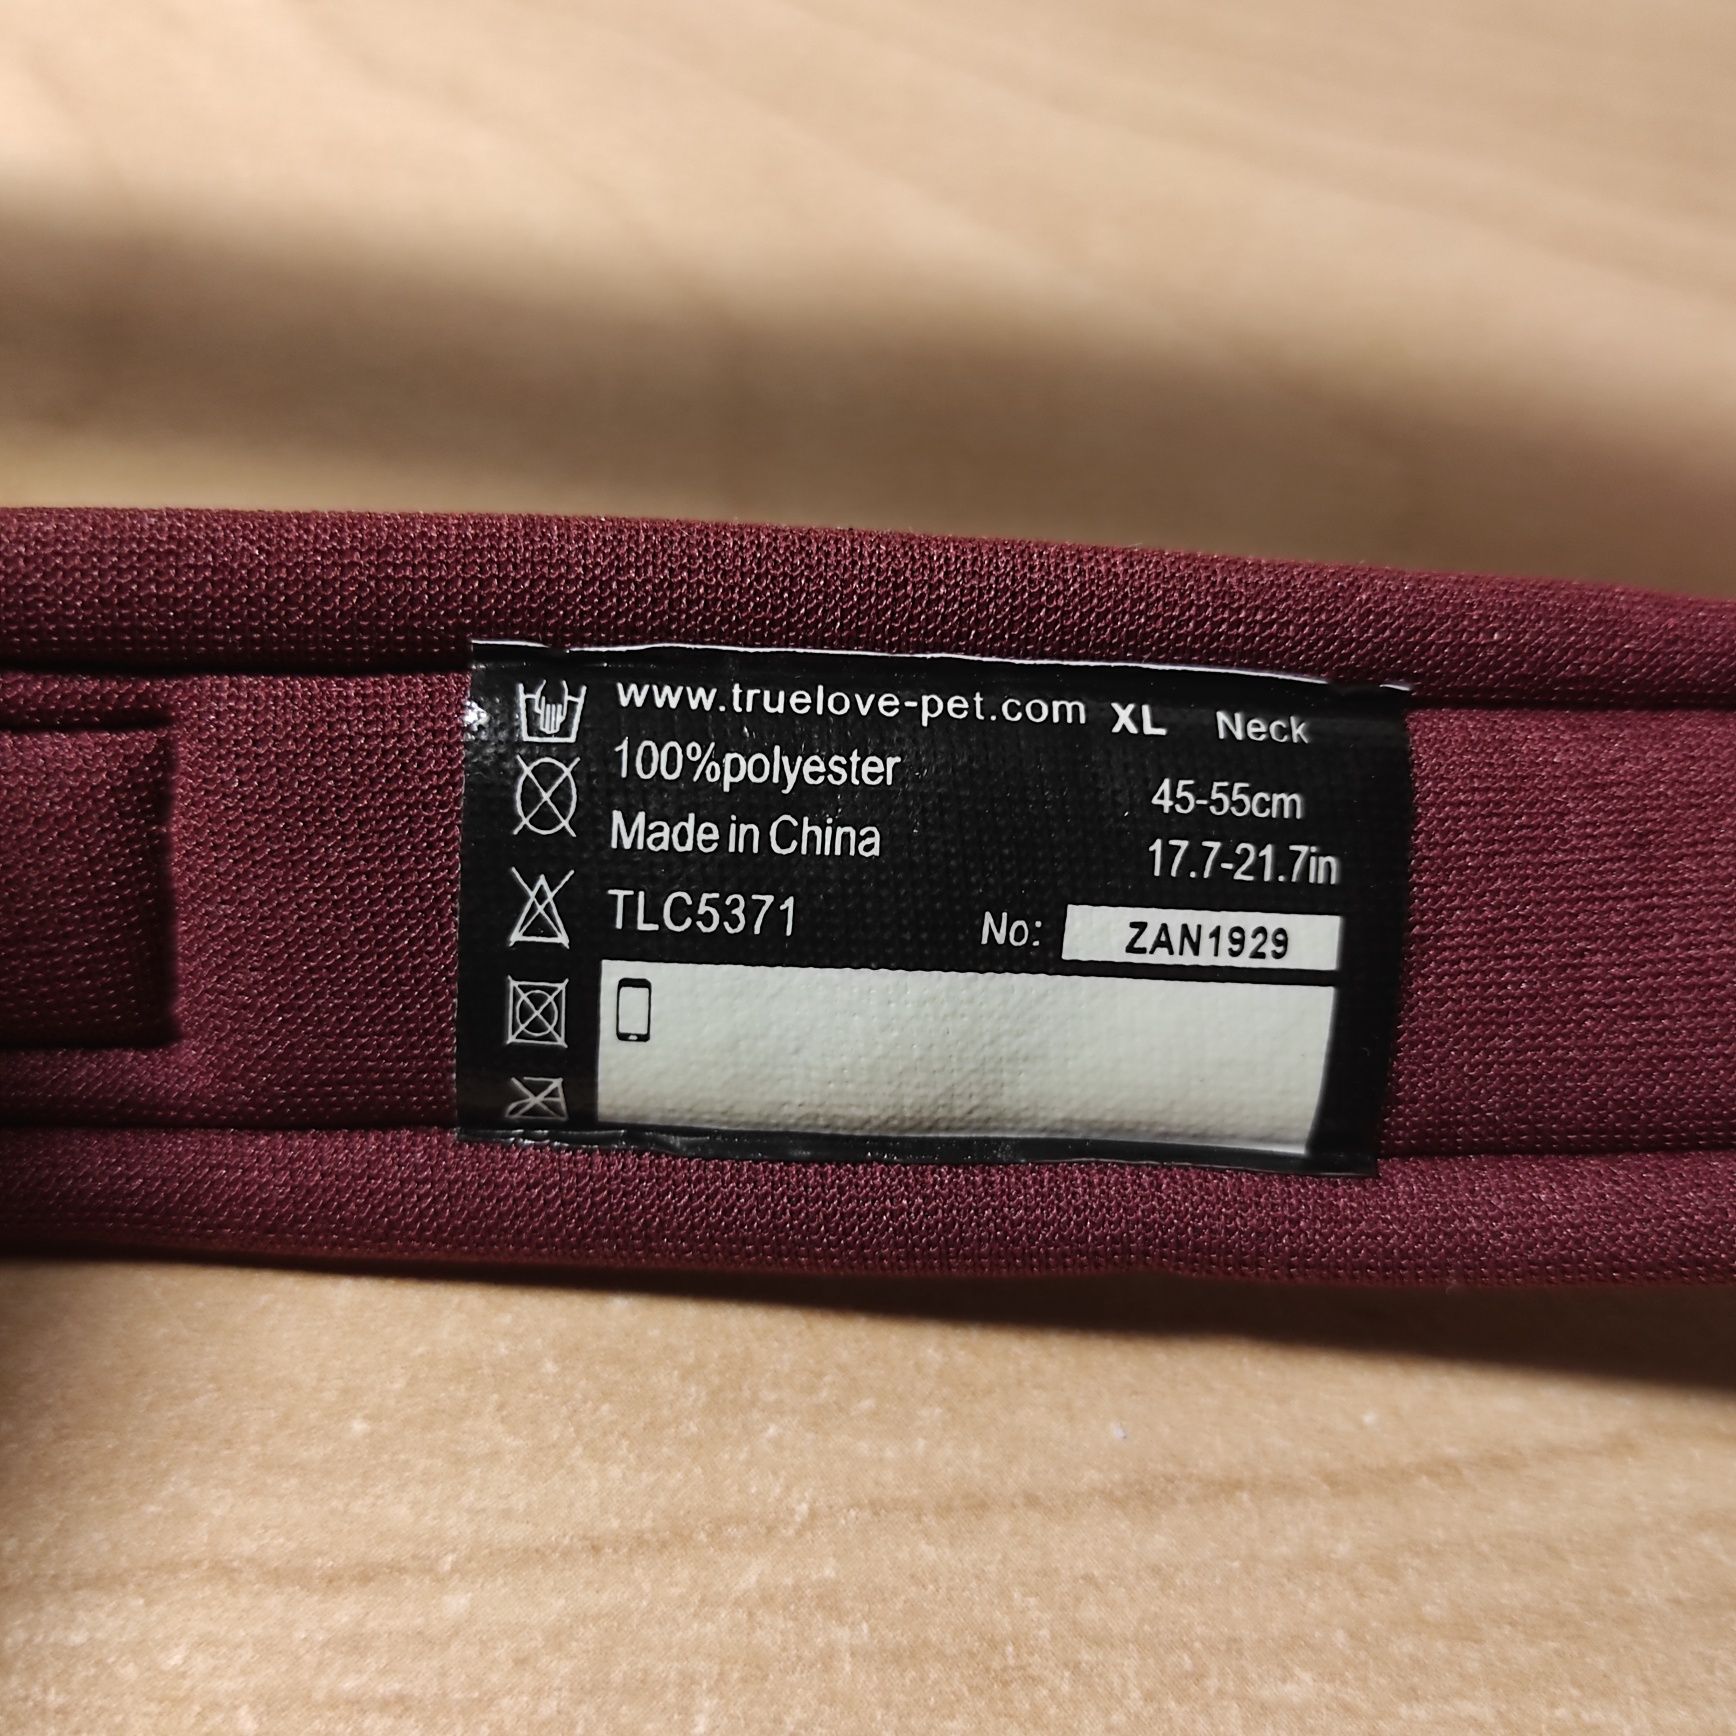 www.truelove-pet.com XL Neck
100%polyester 45-55cm
Made in China 17.7-21.7in
TLC5371 No: ZAN1929